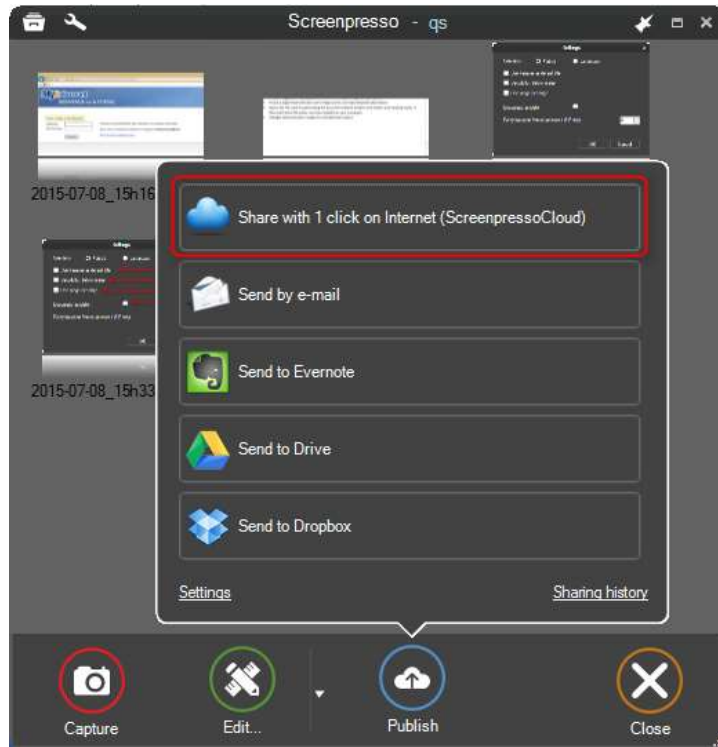 Screenpresso - qs
2015-07-08_15h16
Share with 1 click on Internet (ScreenpressoCloud)
Send by e-mail
Send to Evernote
2015-07-08_15h33
Send to Drive
Send to Dropbox
Settings
Sharing history
Capture
Edit...
Publish
Close